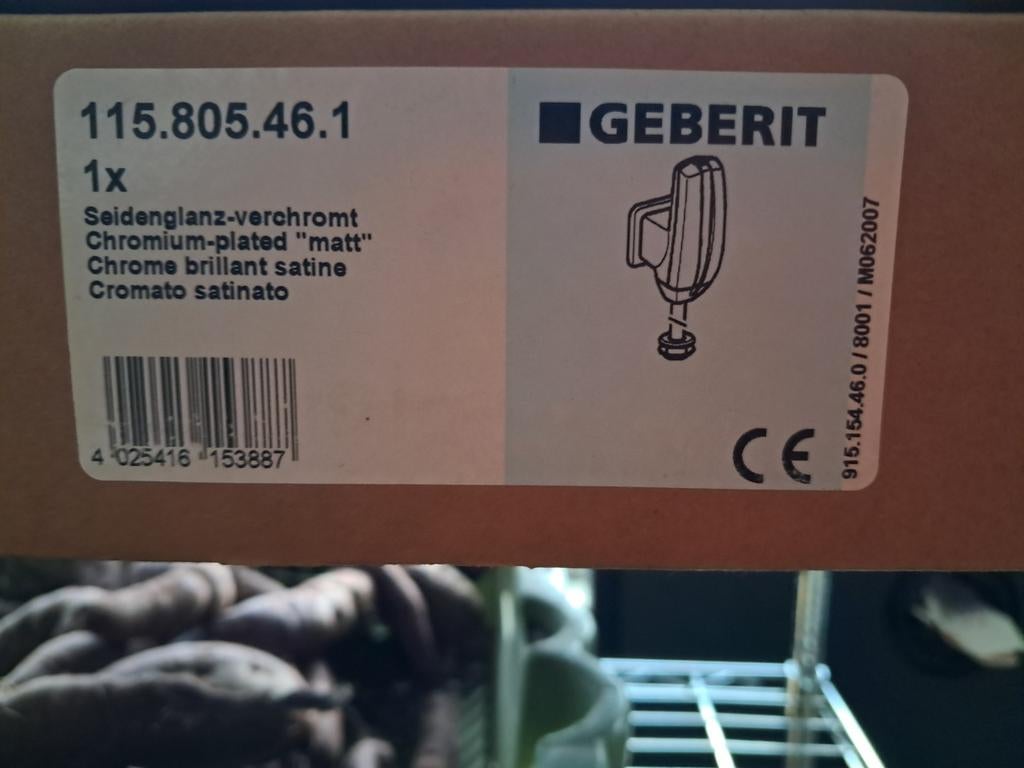 115.805.46.1
1x
Seidenglanz-verchromt
Chromium-plated "matt"
Chrome brillant satine
Cromato satinato
4 025416 153887
GEBERIT
CE
915.154.46.0 / 8001 / M062007